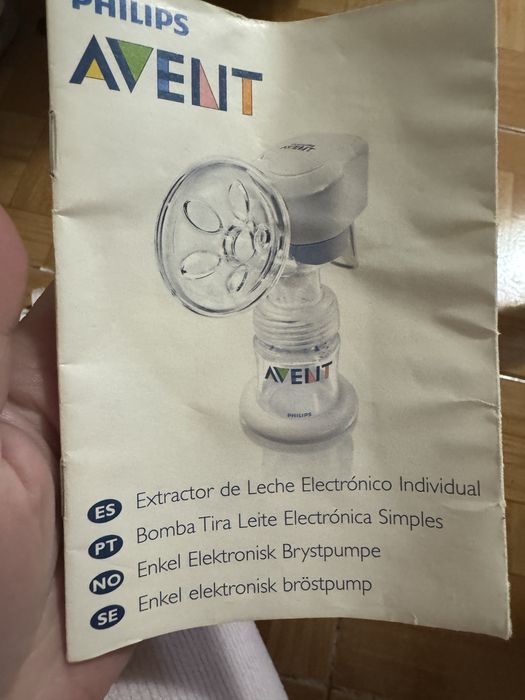 PHILIPS
AVENT
AVENT
AVENT
PHILIPS
ES Extractor de Leche Electrónico Individual
PT Bomba Tira Leite Electrónica Simples
NO Enkel Elektronisk Brystpumpe
SE Enkel elektronisk bröstpump